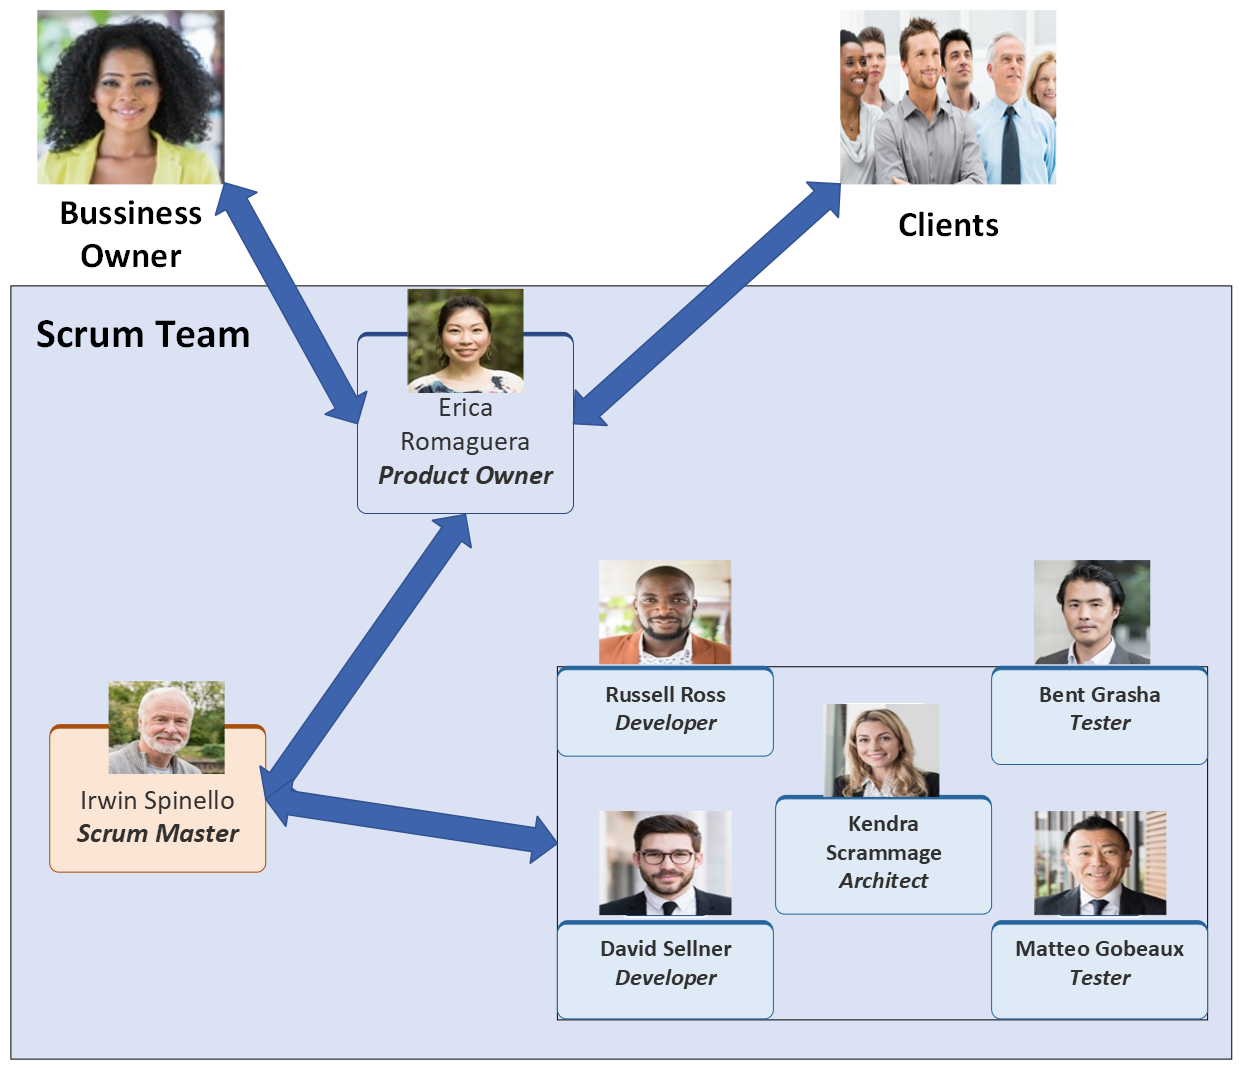 Bussiness
Owner
Clients
Scrum Team
Erica
Romaguera
Product Owner
Russell Ross
Developer
Bent Grasha
Tester
Irwin Spinello
Scrum Master
Kendra
Scrammage
Architect
David Sellner
Developer
Matteo Gobeaux
Tester